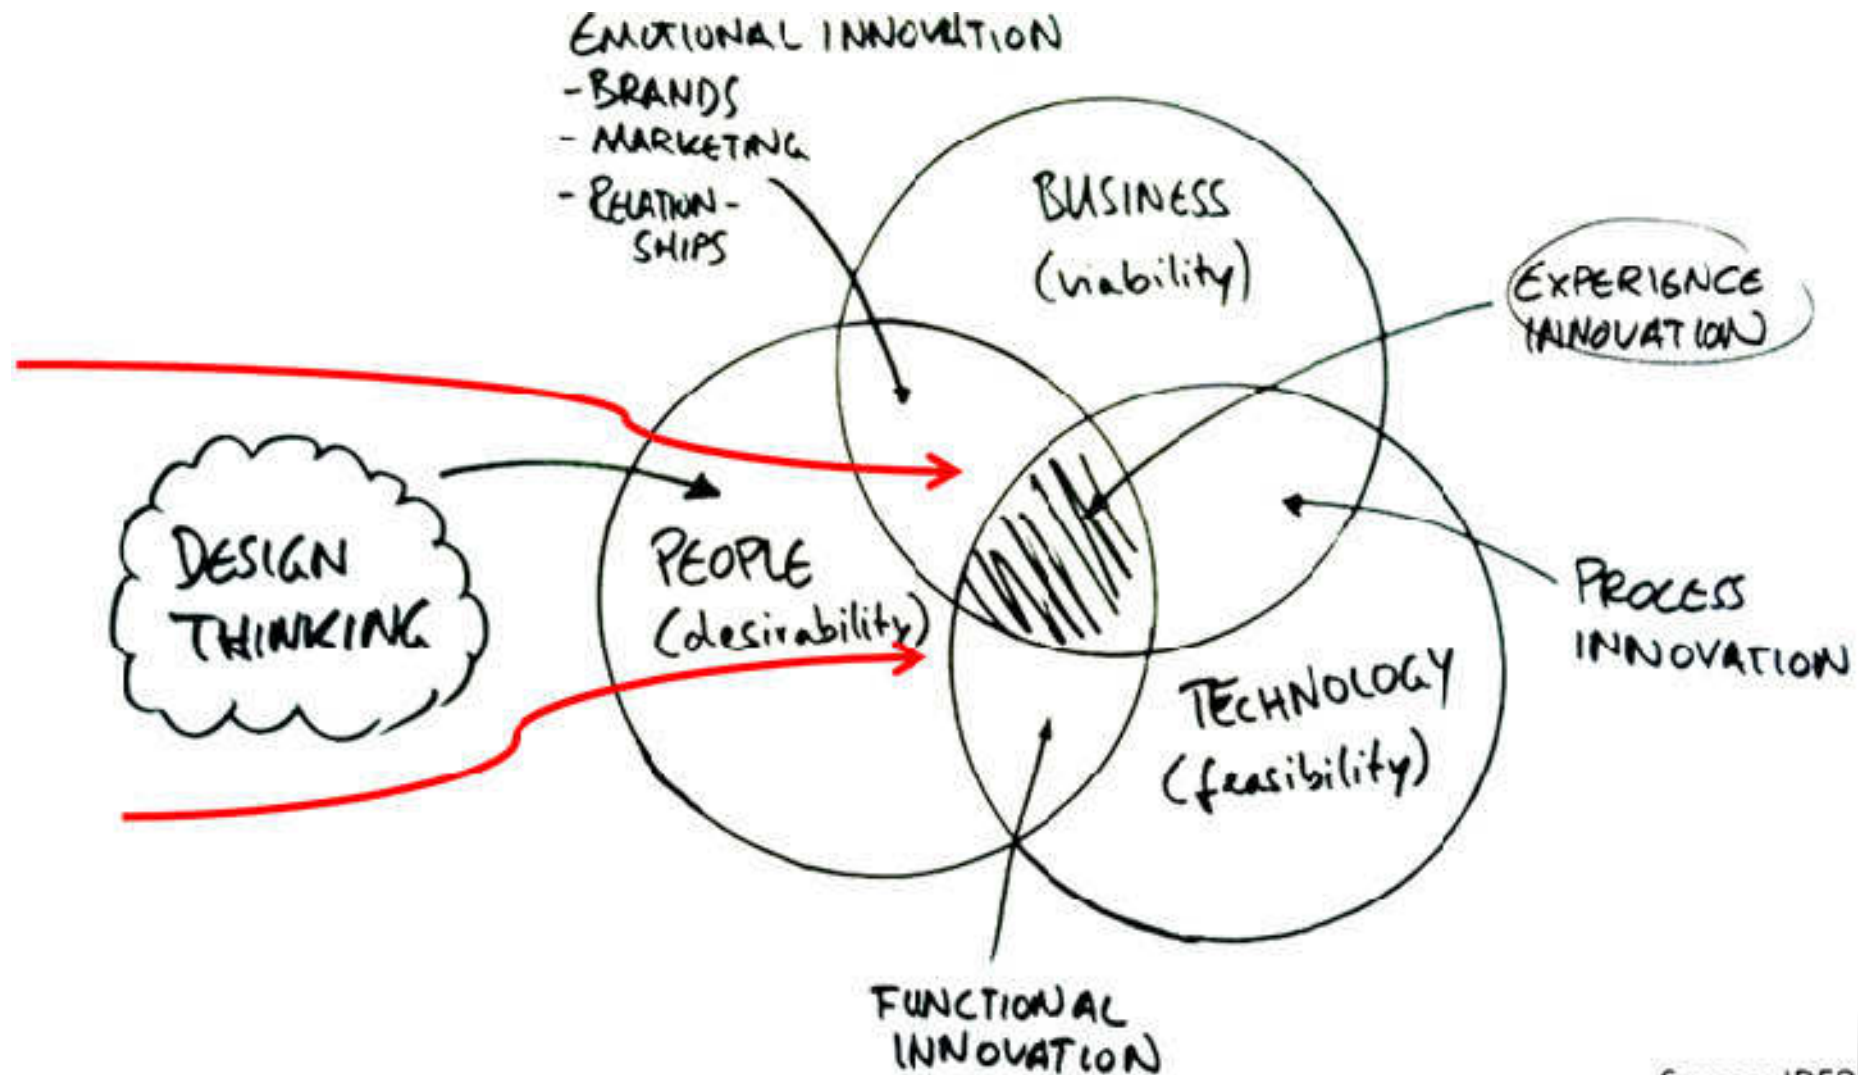 EMOTIONAL INNOVATION
- BRANDS
- MARKETING
- RELATION-
SHIPS
BUSINESS
(viability)
EXPERIENCE
INNOVATION
DESIGN
THINKING
PEOPLE
(desirability)
PROCESS
INNOVATION
TECHNOLOGY
(feasibility)
FUNCTIONAL
INNOVATION